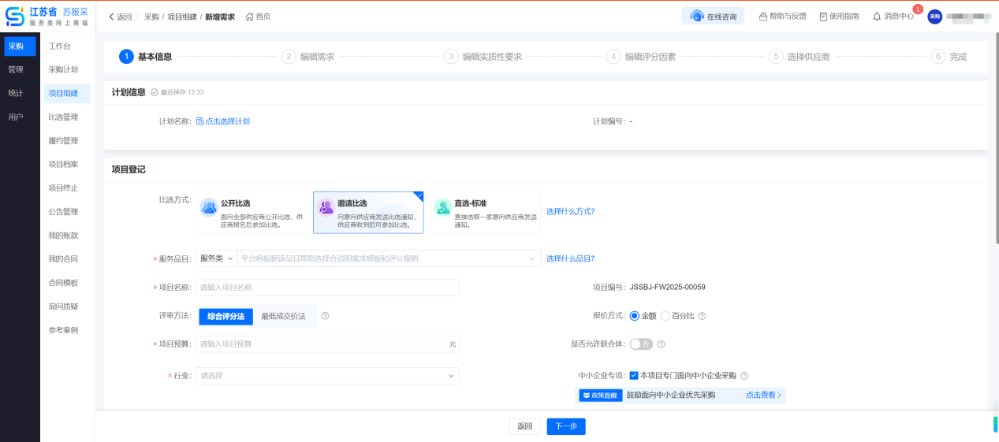 江苏省 苏服采
服务类网上商城
返回 采购 / 项目组建 / 新增需求 首页
在线咨询 帮助与反馈 使用指南 消息中心 1 采购
采购
管理
统计
用户
工作台
采购计划
项目组建
比选管理
履约管理
项目档案
项目终止
公告管理
我的账款
我的合同
合同模板
询问质疑
参考案例
1 基本信息 2 编辑需求 3 编辑实质性要求 4 编辑评分因素 5 选择供应商 6 完成
计划信息 最近保存 12:33
计划名称: 点击选择计划 计划编号: -
项目登记
比选方式:
公开比选
面向全部供应商公开比选，供
应商报名后参加比选。
邀请比选
向意向供应商发送比选通知，
供应商收到后可参加比选。
直选-标准
直接选取一家意向供应商发送
通知。
选择什么方式?
* 服务品目: 服务类 平台将根据该品目帮您选择合适的需求模板和评分规则 选择什么品目?
* 项目名称: 请输入项目名称 项目编号: JSSBJ-FW2025-00059
评审方法: 综合评分法 最低成交价法 报价方式: 金额 百分比
* 项目预算: 请输入项目预算 元 是否允许联合体: 否
* 行业: 请选择 中小企业专项: 本项目专门面向中小企业采购
政策提醒 鼓励面向中小企业优先采购 点击查看
返回 下一步